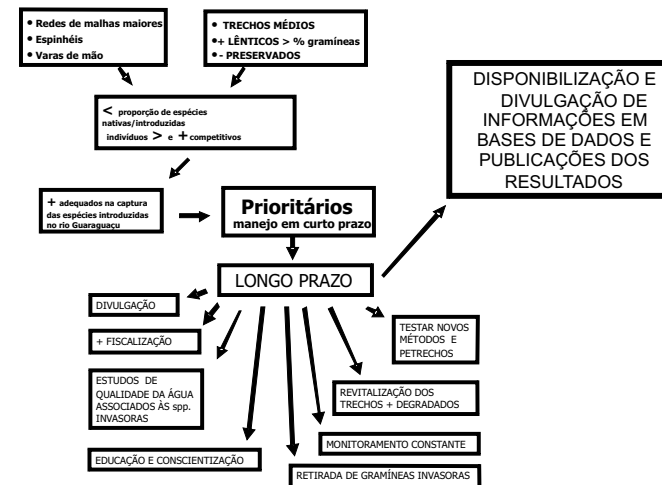 • Redes de malhas maiores
• Espinhéis
• Varas de mão
• TRECHOS MÉDIOS
•+ LÊNTICOS > % gramíneas
•- PRESERVADOS
< proporção de espécies
nativas/introduzidas
indivíduos > e + competitivos
+ adequados na captura
das espécies introduzidas
no rio Guaraguaçu
Prioritários
manejo em curto prazo
DISPONIBILIZAÇÃO E
DIVULGAÇÃO DE
INFORMAÇÕES EM
BASES DE DADOS E
PUBLICAÇÕES DOS
RESULTADOS
LONGO PRAZO
DIVULGAÇÃO
+ FISCALIZAÇÃO
ESTUDOS DE
QUALIDADE DA ÁGUA
ASSOCIADOS ÀS spp.
INVASORAS
EDUCAÇÃO E CONSCIENTIZAÇÃO
TESTAR NOVOS
MÉTODOS E
PETRECHOS
REVITALIZAÇÃO DOS
TRECHOS + DEGRADADOS
MONITORAMENTO CONSTANTE
RETIRADA DE GRAMÍNEAS INVASORAS